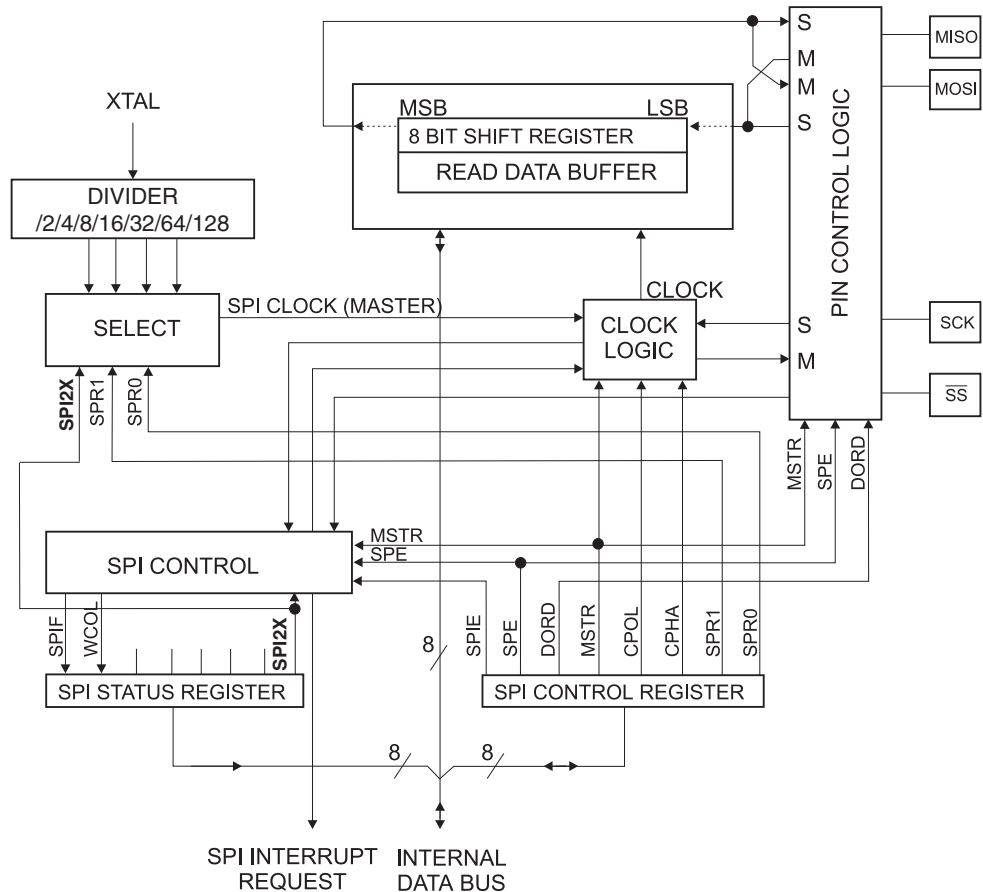 S
MISO
M
M
MOSI
S
MSB
LSB
8 BIT SHIFT REGISTER
READ DATA BUFFER
PIN CONTROL LOGIC
XTAL
DIVIDER
/2/4/8/16/32/64/128
SELECT
SPI CLOCK (MASTER)
CLOCK
CLOCK
LOGIC
S
M
SCK
SS
SPI2X
SPR1
SPR0
MSTR
SPE
DORD
SPI CONTROL
MSTR
SPE
SPIF
WCOL
SPI2X
SPI STATUS REGISTER
8
SPIE
SPE
DORD
MSTR
CPOL
CPHA
SPR1
SPR0
SPI CONTROL REGISTER
8
8
SPI INTERRUPT
REQUEST
INTERNAL
DATA BUS